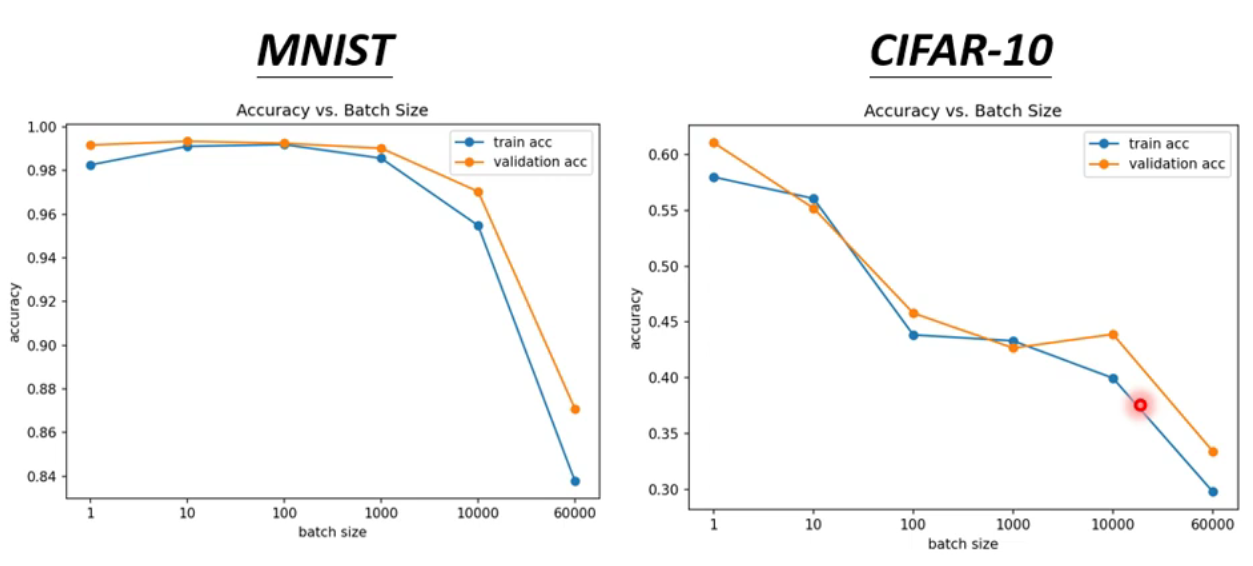 MNIST
Accuracy vs. Batch Size
train acc
validation acc
1.00
0.98
0.96
0.94
0.92
0.90
0.88
0.86
0.84
accuracy
1 10 100 1000 10000 60000
batch size
CIFAR-10
Accuracy vs. Batch Size
train acc
validation acc
0.60
0.55
0.50
0.45
0.40
0.35
0.30
accuracy
1 10 100 1000 10000 60000
batch size